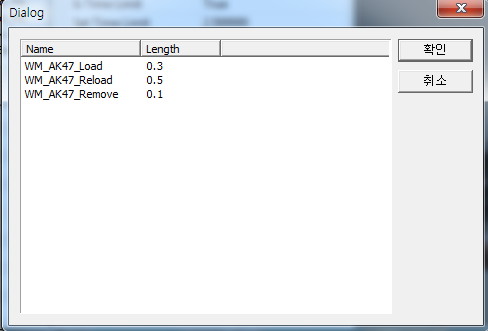 Dialog
Name Length
WM_AK47_Load 0.3
WM_AK47_Reload 0.5
WM_AK47_Remove 0.1
확인
취소